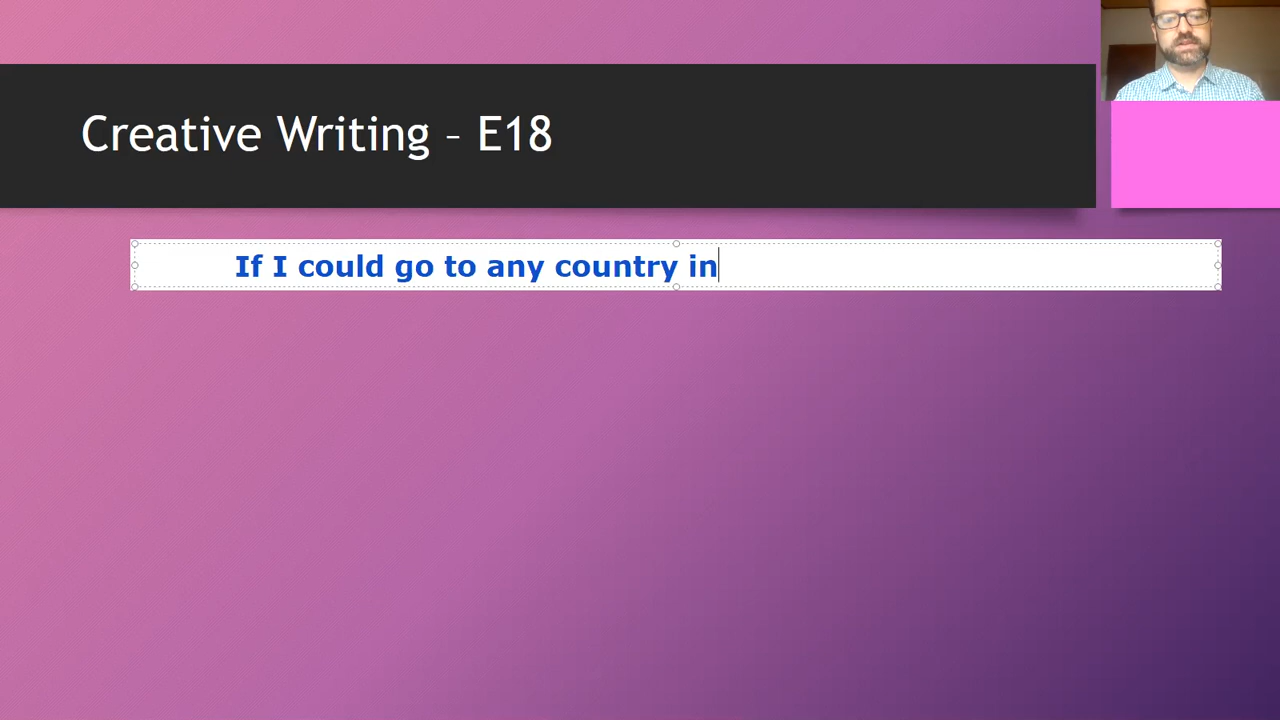 Creative Writing – E18
If I could go to any country in